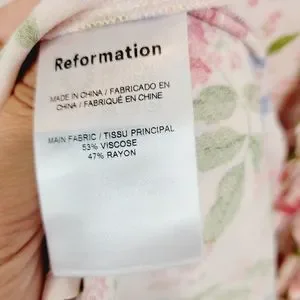 Reformation
MADE IN CHINA / FABRICADO EN
CHINA / FABRIQUÉ EN CHINE
MAIN FABRIC / TISSU PRINCIPAL
53% VISCOSE
47% RAYON